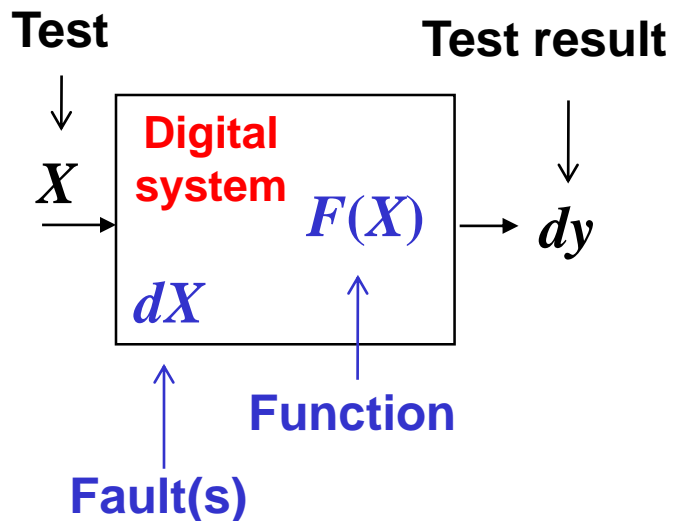 Test
Test result
Digital
system
X
F(X)
dy
dX
Function
Fault(s)